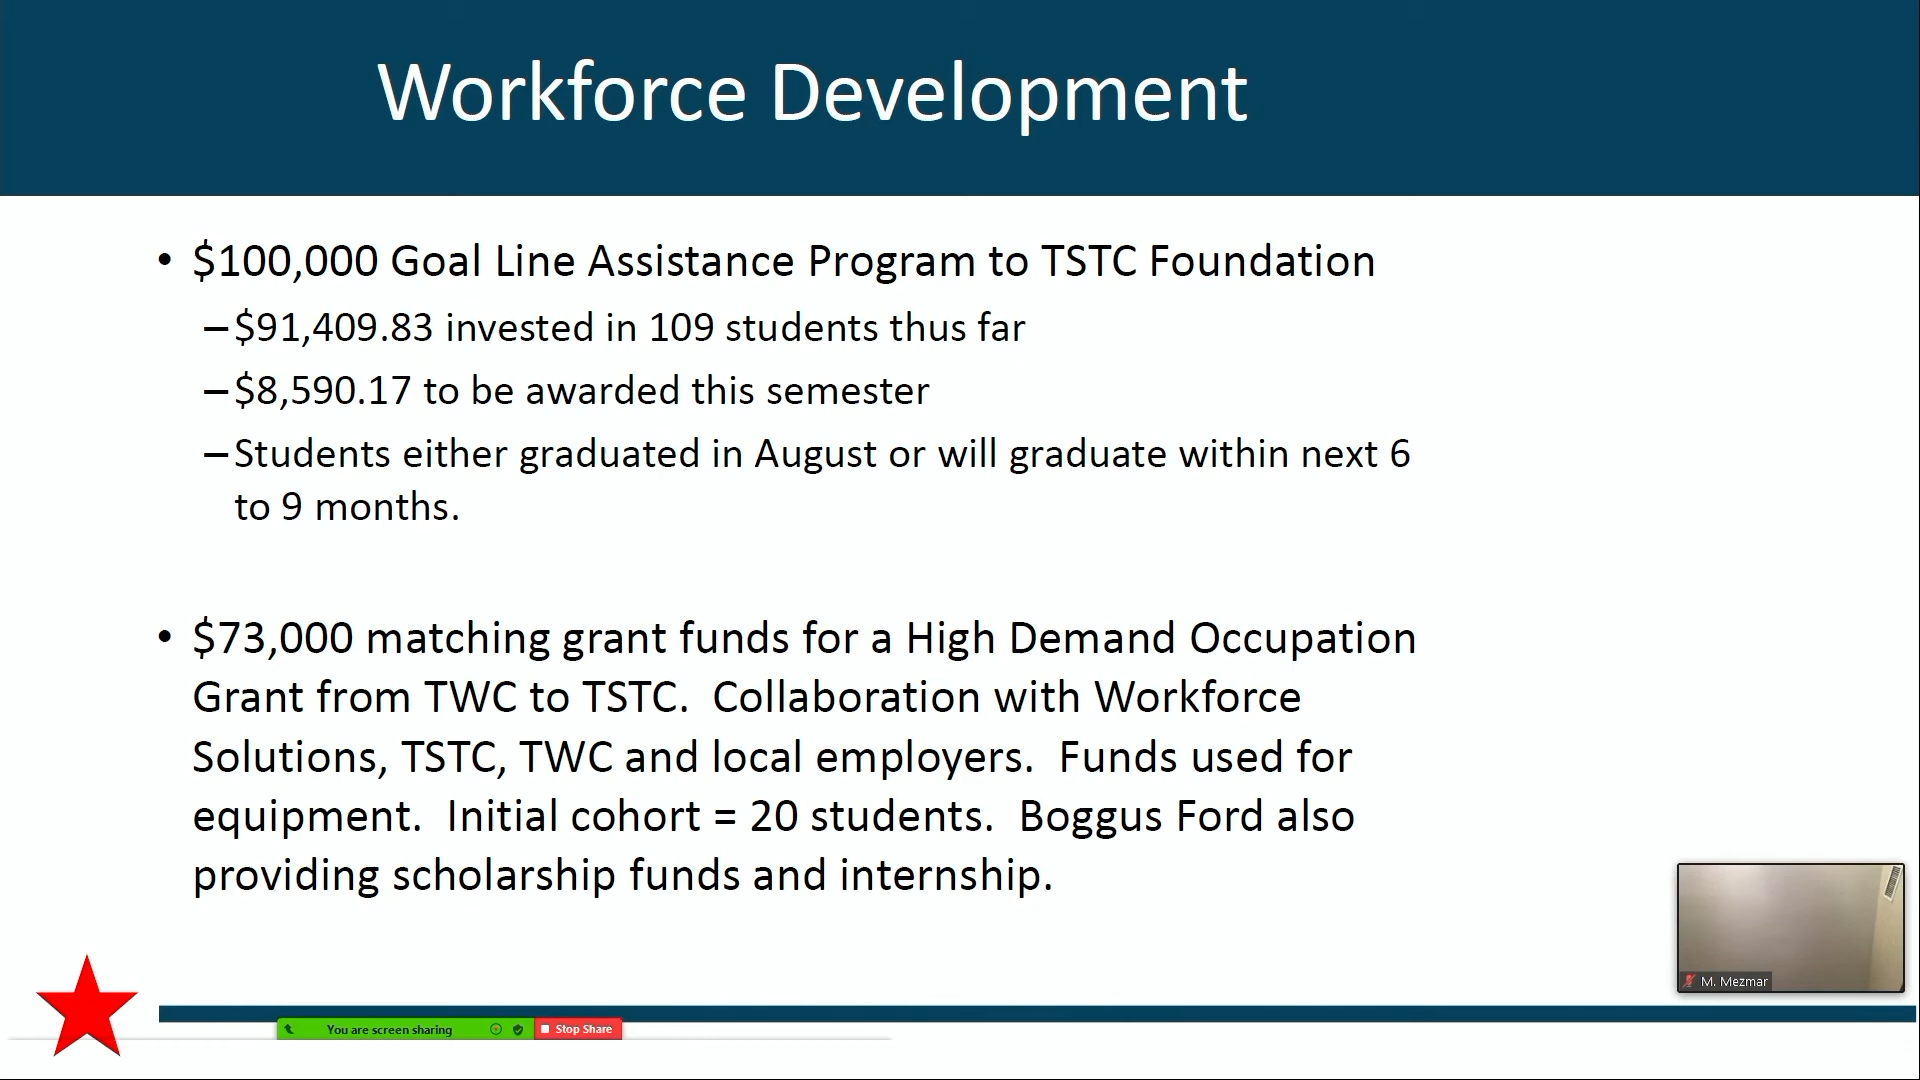 Workforce Development
• $100,000 Goal Line Assistance Program to TSTC Foundation
–$91,409.83 invested in 109 students thus far
–$8,590.17 to be awarded this semester
–Students either graduated in August or will graduate within next 6
to 9 months.
• $73,000 matching grant funds for a High Demand Occupation
Grant from TWC to TSTC.  Collaboration with Workforce
Solutions, TSTC, TWC and local employers.  Funds used for
equipment.  Initial cohort = 20 students.  Boggus Ford also
providing scholarship funds and internship.
M. Mezmar
You are screen sharing
Stop Share